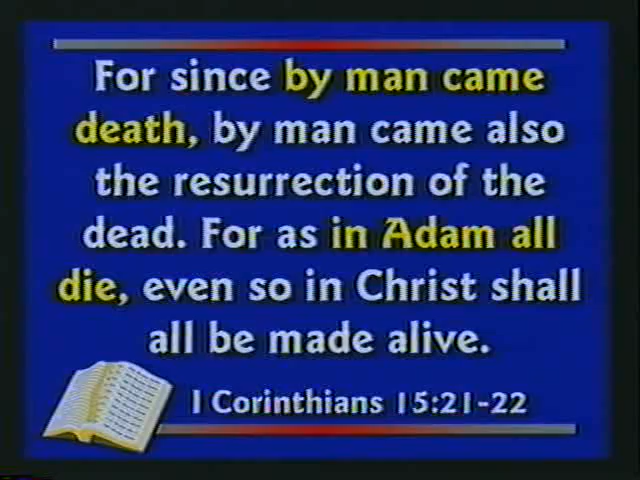 For since by man came
death, by man came also
the resurrection of the
dead. For as in Adam all
die, even so in Christ shall
all be made alive.
I Corinthians 15:21-22